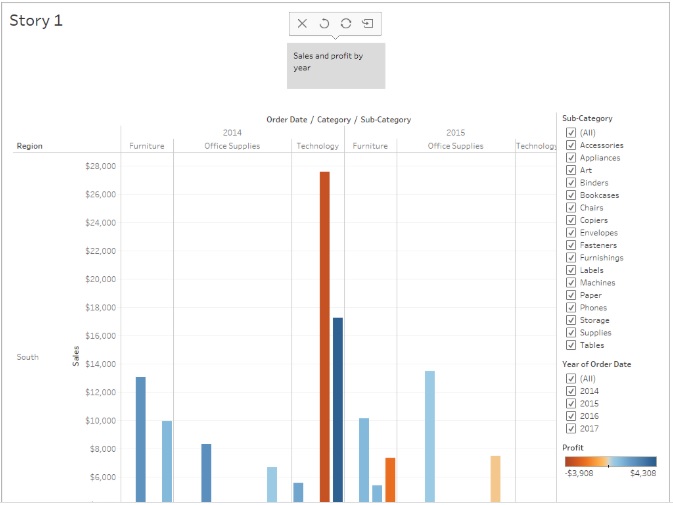 Story 1
Sales and profit by
year
Order Date / Category / Sub-Category
2014
2015
Region
Furniture
Office Supplies
Technology
Furniture
Office Supplies
Technology
$28,000
$26,000
$24,000
$22,000
$20,000
$18,000
$16,000
$14,000
$12,000
$10,000
$8,000
$6,000
Sales
South
Sub-Category
(All)
Accessories
Appliances
Art
Binders
Bookcases
Chairs
Copiers
Envelopes
Fasteners
Furnishings
Labels
Machines
Paper
Phones
Storage
Supplies
Tables
Year of Order Date
(All)
2014
2015
2016
2017
Profit
-$3,908
$4,308